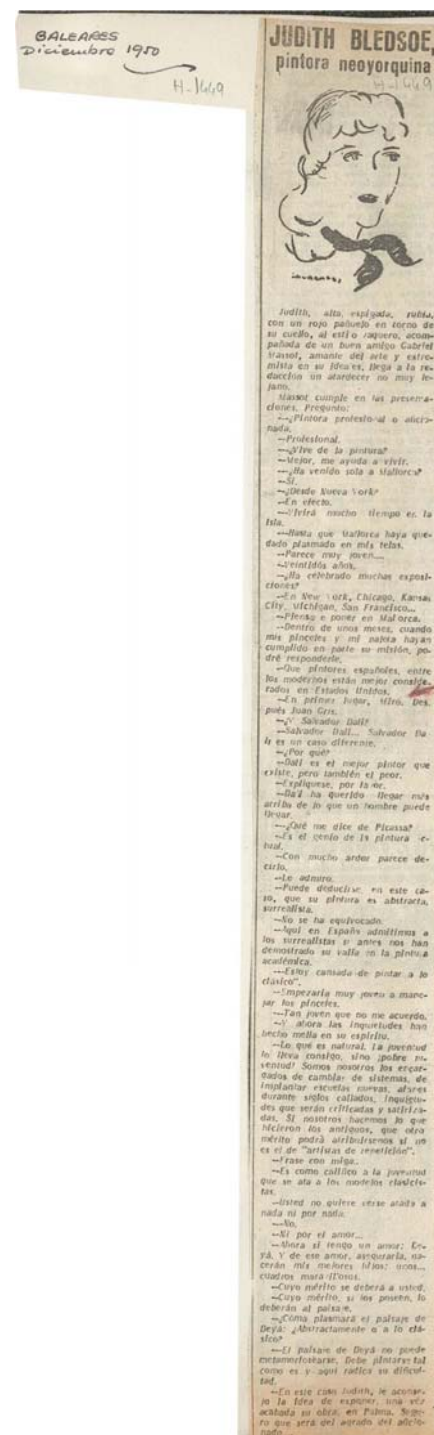 BALEARES
Diciembre 1950
H-1449
JUDITH BLEDSOE,
pintora neoyorquina
H-1449
Judith, alta, espigada, rubia,
con un rojo pañuelo en torno de
su cuello, al estilo vaquero, acom-
pañada de un buen amigo Gabriel
Massot, amante del arte y extre-
mista en su ideales, llega a la re-
dacción un atardecer no muy le-
jano.
Massot cumple en las presenta-
ciones. Pregunto:
—¿Pintora profesional o aficio-
nada.
—Profesional.
—¿Vive de la pintura?
—Mejor, me ayuda a vivir.
—¿Ha venido sola a Mallorca?
—Sí.
—¿Desde Nueva York?
—En efecto.
—Vivirá mucho tiempo en la
Isla.
—Hasta que Mallorca haya que-
dado plasmado en mis telas.
—Parece muy joven...
—Veintidós años.
—¿Ha celebrado muchas exposi-
ciones?
—En New York, Chicago, Kansas
City, Michigan, San Francisco...
—Piensa exponer en Mallorca.
—Dentro de unos meses, cuando
mis pinceles y mi paleta hayan
cumplido en parte su misión, po-
dré responderle.
—Que pintores españoles, entre
los modernos están mejor conside-
rados en Estados Unidos.
—En primer lugar, Miró. Des
pués Juan Gris.
—¿Y Salvador Dalí?
—Salvador Dalí... Salvador Da
lí es un caso diferente.
—¿Por qué?
—Dalí es el mejor pintor que
existe, pero también el peor.
—Explíquese, por favor.
—Dalí ha querido llegar más
arriba de lo que un hombre puede
llegar.
—¿Qué me dice de Picasso?
—Es el genio de la pintura
—Con mucho ardor parece de-
cirlo.
—Le admiro.
—Puede deducirse, en este ca-
so, que su pintura es abstracta,
surrealista.
—No se ha equivocado.
—Aquí en España admitimos a
los surrealistas si antes nos han
demostrado su valía en la pintura
académica.
—Estoy cansada de pintar a lo
clásico".
—Empezaría muy joven a mane-
jar los pinceles.
—Tan joven que no me acuerdo.
—Y ahora las inquietudes han
hecho mella en su espíritu.
—Lo que es natural. La juventud
lo lleva consigo, sino ¡pobre ju-
ventud! Somos nosotros los encar-
gados de cambiar de sistemas, de
implantar escuelas nuevas,
durante siglos callados, inquietu-
des que serán criticadas y satiriza-
das. Si nosotros hacemos lo que
hicieron los antiguos, que otro
mérito podrá atribuírsenos si no
es el de "artistas de repetición".
—Frase con miga.
—Es como califico a la juventud
que se ata a los modelos clasicis-
tas.
—Usted no quiere verse atada a
nada ni por nada.
—No.
—Ni por el amor...
—Ahora sí tengo un amor: De-
yá. Y de ese amor, aseguraría, na-
cerán mis mejores hijos: unos...
cuadros maravillosos.
—Cuyo mérito se deberá a usted.
—Cuyo mérito, si los poseen, lo
deberán al paisaje.
—¿Cómo plasmará el paisaje de
Deyá: ¿Abstractamente o a lo clá-
sico?
—El paisaje de Deyá no puede
metamorfosearse. Debe pintarse tal
como es y aquí radica su dificul-
tad.
—En este caso Judith, le aconse-
jo la idea de exponer, una vez
acabada su obra, en Palma. Segu-
ro que será del agrado del aficio-
nado.